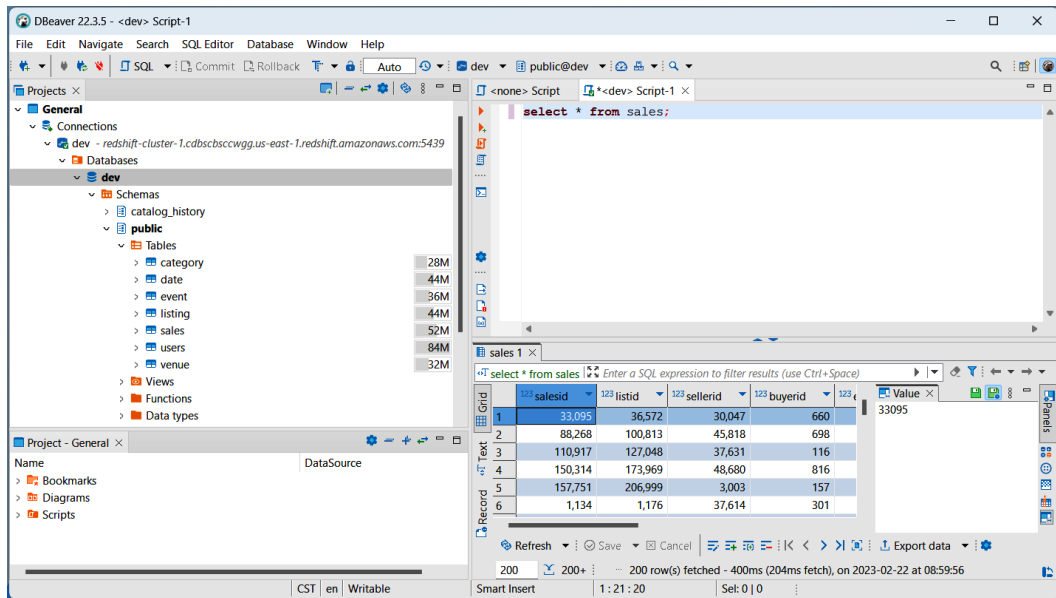 DBeaver 22.3.5 - <dev> Script-1
File Edit Navigate Search SQL Editor Database Window Help
SQL Commit Rollback Auto dev public@dev
Projects
General
Connections
dev - redshift-cluster-1.cdbscbsccwgg.us-east-1.redshift.amazonaws.com:5439
Databases
dev
Schemas
catalog_history
public
Tables
category 28M
date 44M
event 36M
listing 44M
sales 52M
users 84M
venue 32M
Views
Functions
Data types
Project - General
Name DataSource
Bookmarks
Diagrams
Scripts
<none> Script *<dev> Script-1
select * from sales;
sales 1
select * from sales Enter a SQL expression to filter results (use Ctrl+Space)
Grid
Text
Record
123 salesid 123 listid 123 sellerid 123 buyerid 123
1 33,095 36,572 30,047 660
2 88,268 100,813 45,818 698
3 110,917 127,048 37,631 116
4 150,314 173,969 48,680 816
5 157,751 206,999 3,003 157
6 1,134 1,176 37,614 301
Value
33095
Panels
Refresh Save Cancel Export data
200 200+ 200 row(s) fetched - 400ms (204ms fetch), on 2023-02-22 at 08:59:56
CST en Writable Smart Insert 1 : 21 : 20 Sel: 0 | 0